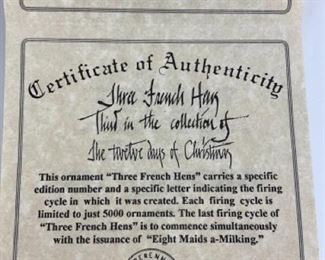 Certificate of Authenticity
Three French Hens
Third in the collection of
The twelve days of Christmas
This ornament "Three French Hens" carries a specific
edition number and a specific letter indicating the firing
cycle in which it was created. Each firing cycle is
limited to just 5000 ornaments. The last firing cycle of
"Three French Hens" is to commence simultaneously
with the issuance of "Eight Maids a-Milking."